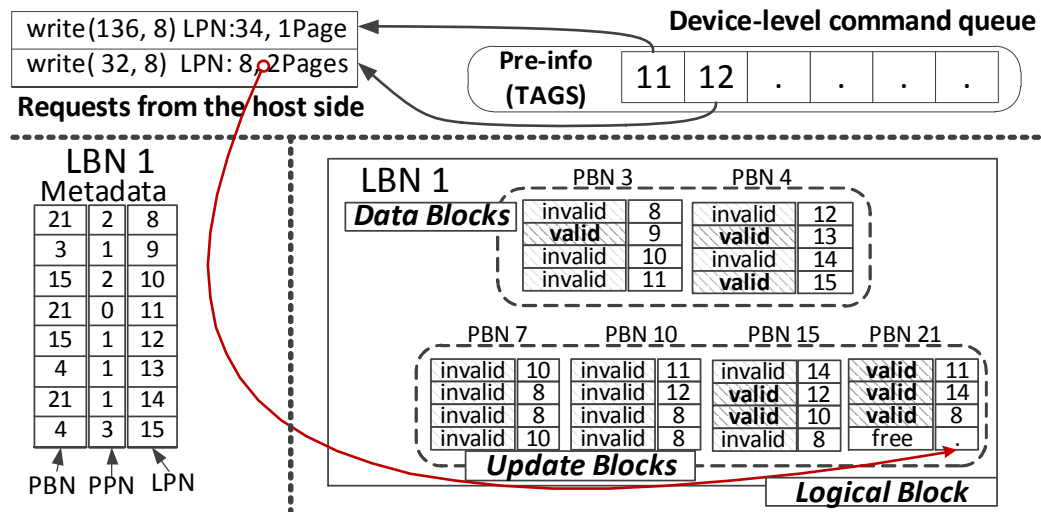 write(136, 8) LPN:34, 1Page
write( 32, 8) LPN: 8, 2Pages
Requests from the host side
Device-level command queue
Pre-info
(TAGS)
11 12 . . . .
LBN 1
Metadata
21 2 8
3 1 9
15 2 10
21 0 11
15 1 12
4 1 13
21 1 14
4 3 15
PBN PPN LPN
LBN 1
Data Blocks
PBN 3
invalid 8
valid 9
invalid 10
invalid 11
PBN 4
invalid 12
valid 13
invalid 14
valid 15
PBN 7
invalid 10
invalid 8
invalid 8
invalid 10
PBN 10
invalid 11
invalid 12
invalid 8
invalid 8
PBN 15
invalid 14
valid 12
valid 10
invalid 8
PBN 21
valid 11
valid 14
valid 8
free .
Update Blocks
Logical Block